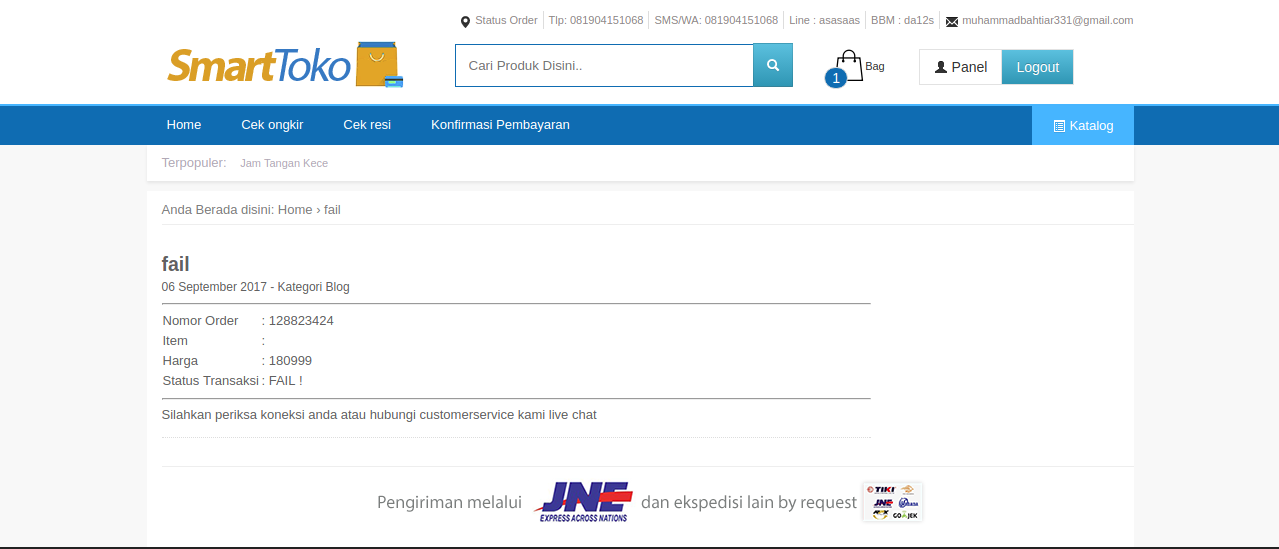 Status Order Tlp: 081904151068 SMS/WA: 081904151068 Line : asasaas BBM : da12s muhammadbahtiar331@gmail.com
SmartToko
Cari Produk Disini..
1 Bag
Panel Logout
Home Cek ongkir Cek resi Konfirmasi Pembayaran Katalog
Terpopuler: Jam Tangan Kece
Anda Berada disini: Home › fail
fail
06 September 2017 - Kategori Blog
Nomor Order : 128823424
Item :
Harga : 180999
Status Transaksi : FAIL !
Silahkan periksa koneksi anda atau hubungi customerservice kami live chat
Pengiriman melalui JNE EXPRESS ACROSS NATIONS dan ekspedisi lain by request
TIKI
JNE